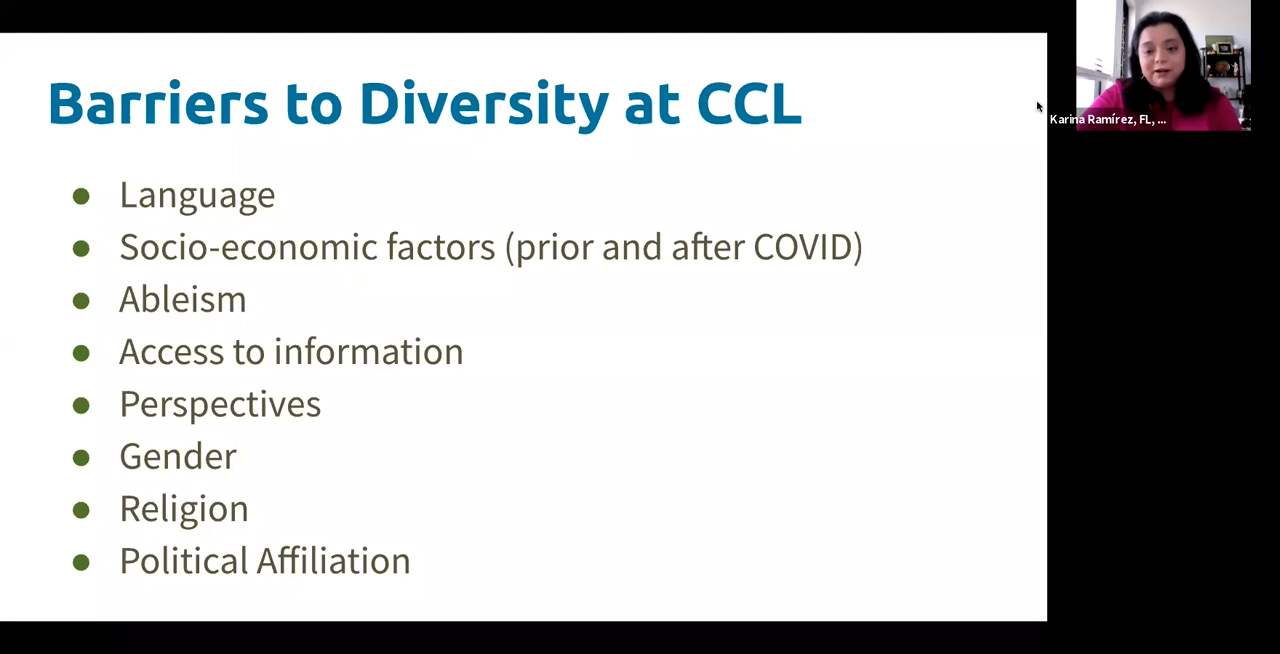 Barriers to Diversity at CCL
● Language
● Socio-economic factors (prior and after COVID)
● Ableism
● Access to information
● Perspectives
● Gender
● Religion
● Political Affiliation
Karina Ramírez, FL, ...